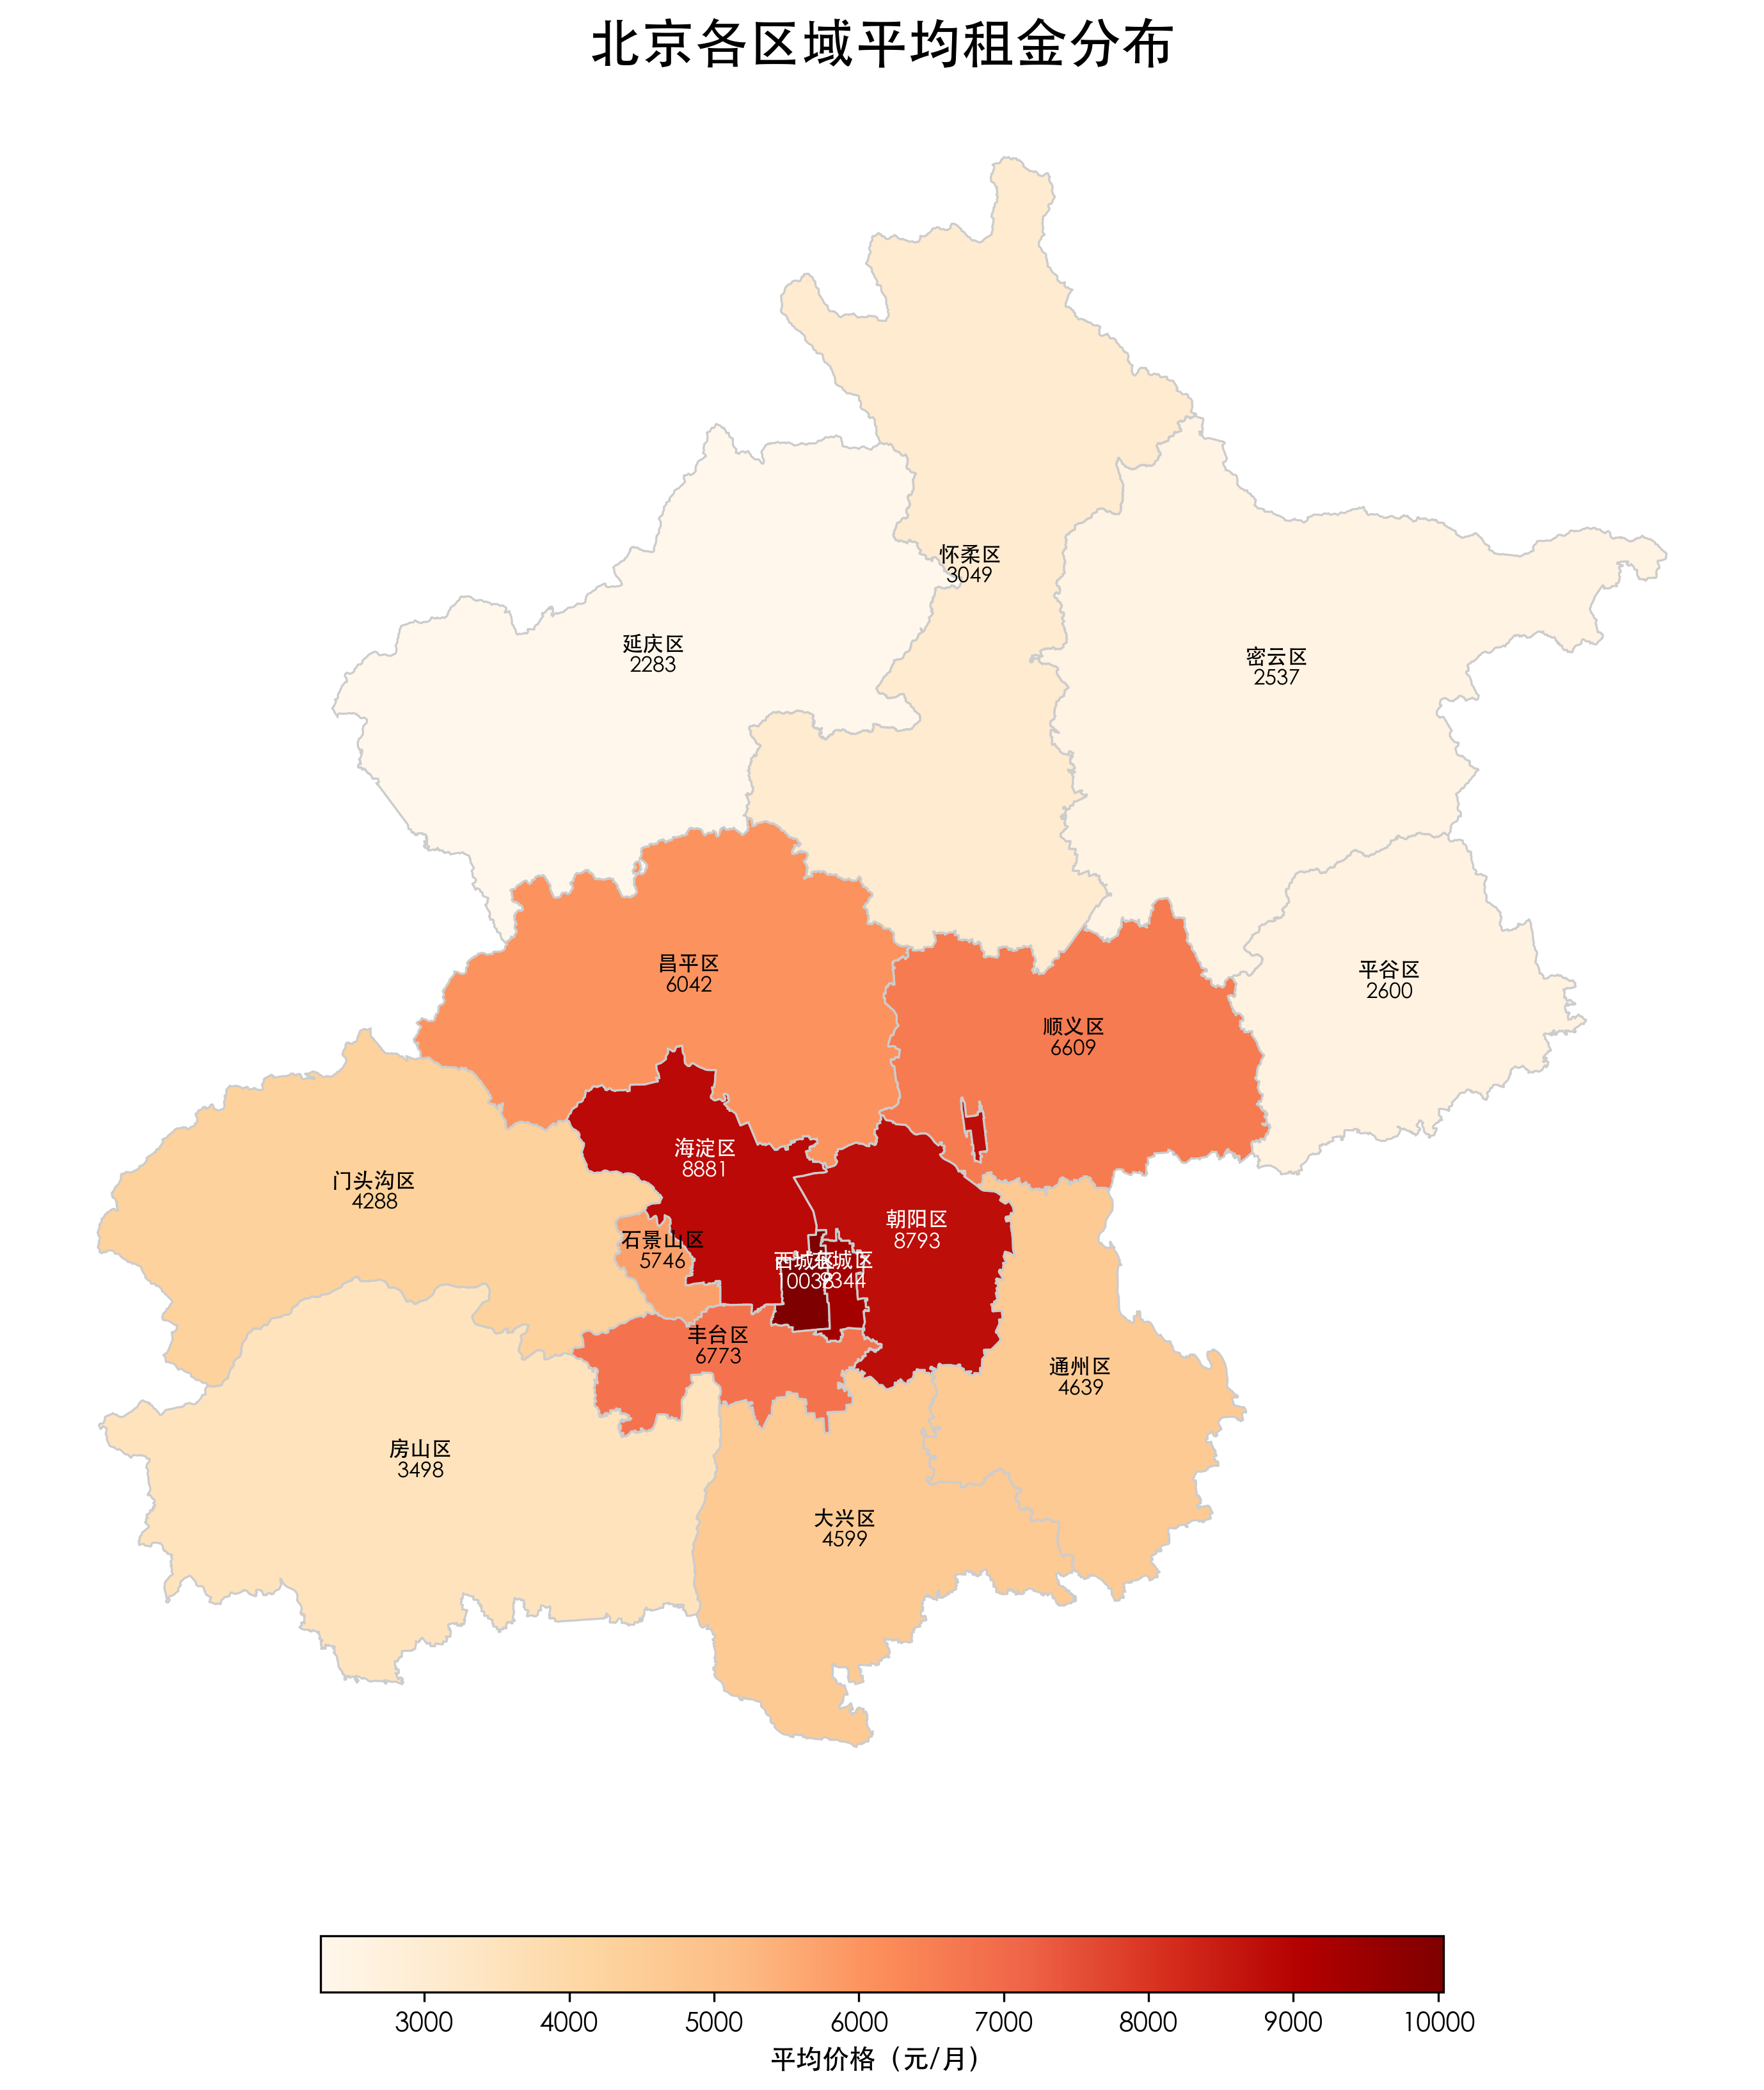 北京各区域平均租金分布
怀柔区
3049
延庆区
2283
密云区
2537
昌平区
6042
平谷区
2600
顺义区
6609
海淀区
8881
门头沟区
4288
朝阳区
8793
石景山区
5746
西城区
东城区
10038
9344
丰台区
6773
通州区
4639
房山区
3498
大兴区
4599
3000 4000 5000 6000 7000 8000 9000 10000
平均价格（元/月）